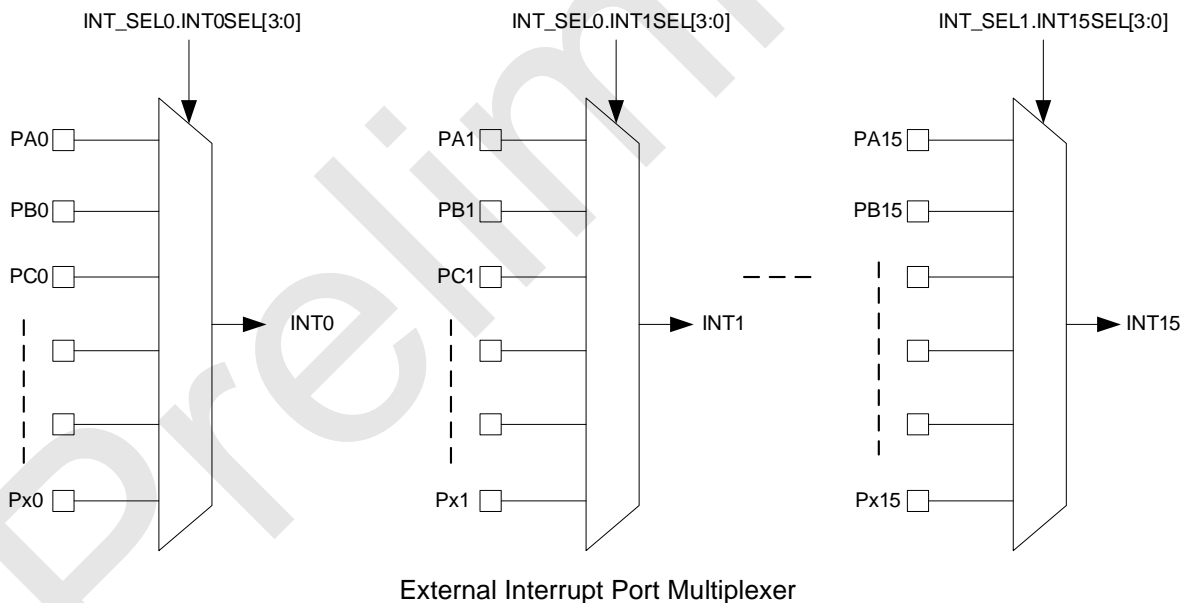 INT_SEL0.INT0SEL[3:0]
PA0
PB0
PC0
Px0
INT0
INT_SEL0.INT1SEL[3:0]
PA1
PB1
PC1
Px1
INT1
INT_SEL1.INT15SEL[3:0]
PA15
PB15
Px15
INT15
External Interrupt Port Multiplexer
Prelim